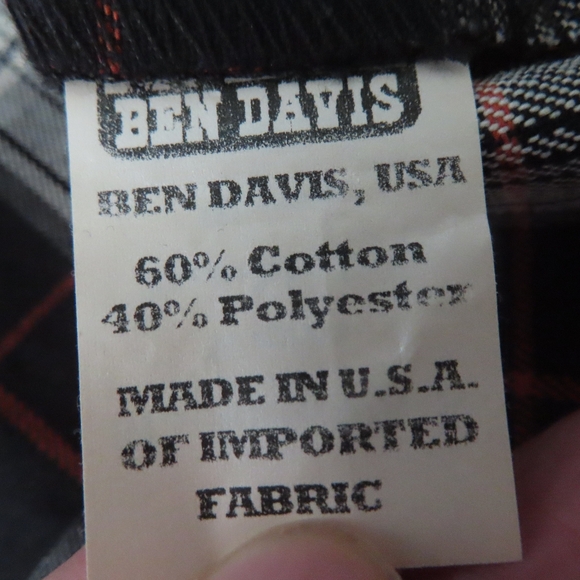 BEN DAVIS
BEN DAVIS, USA
60% Cotton
40% Polyester
MADE IN U.S.A.
OF IMPORTED
FABRIC